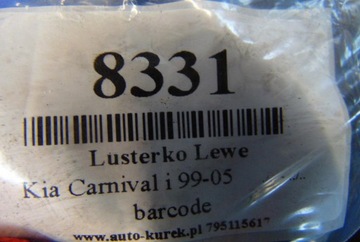 8331
Lusterko Lewe
Kia Carnival i 99-05
barcode
www.auto-kurek.pl 795115617